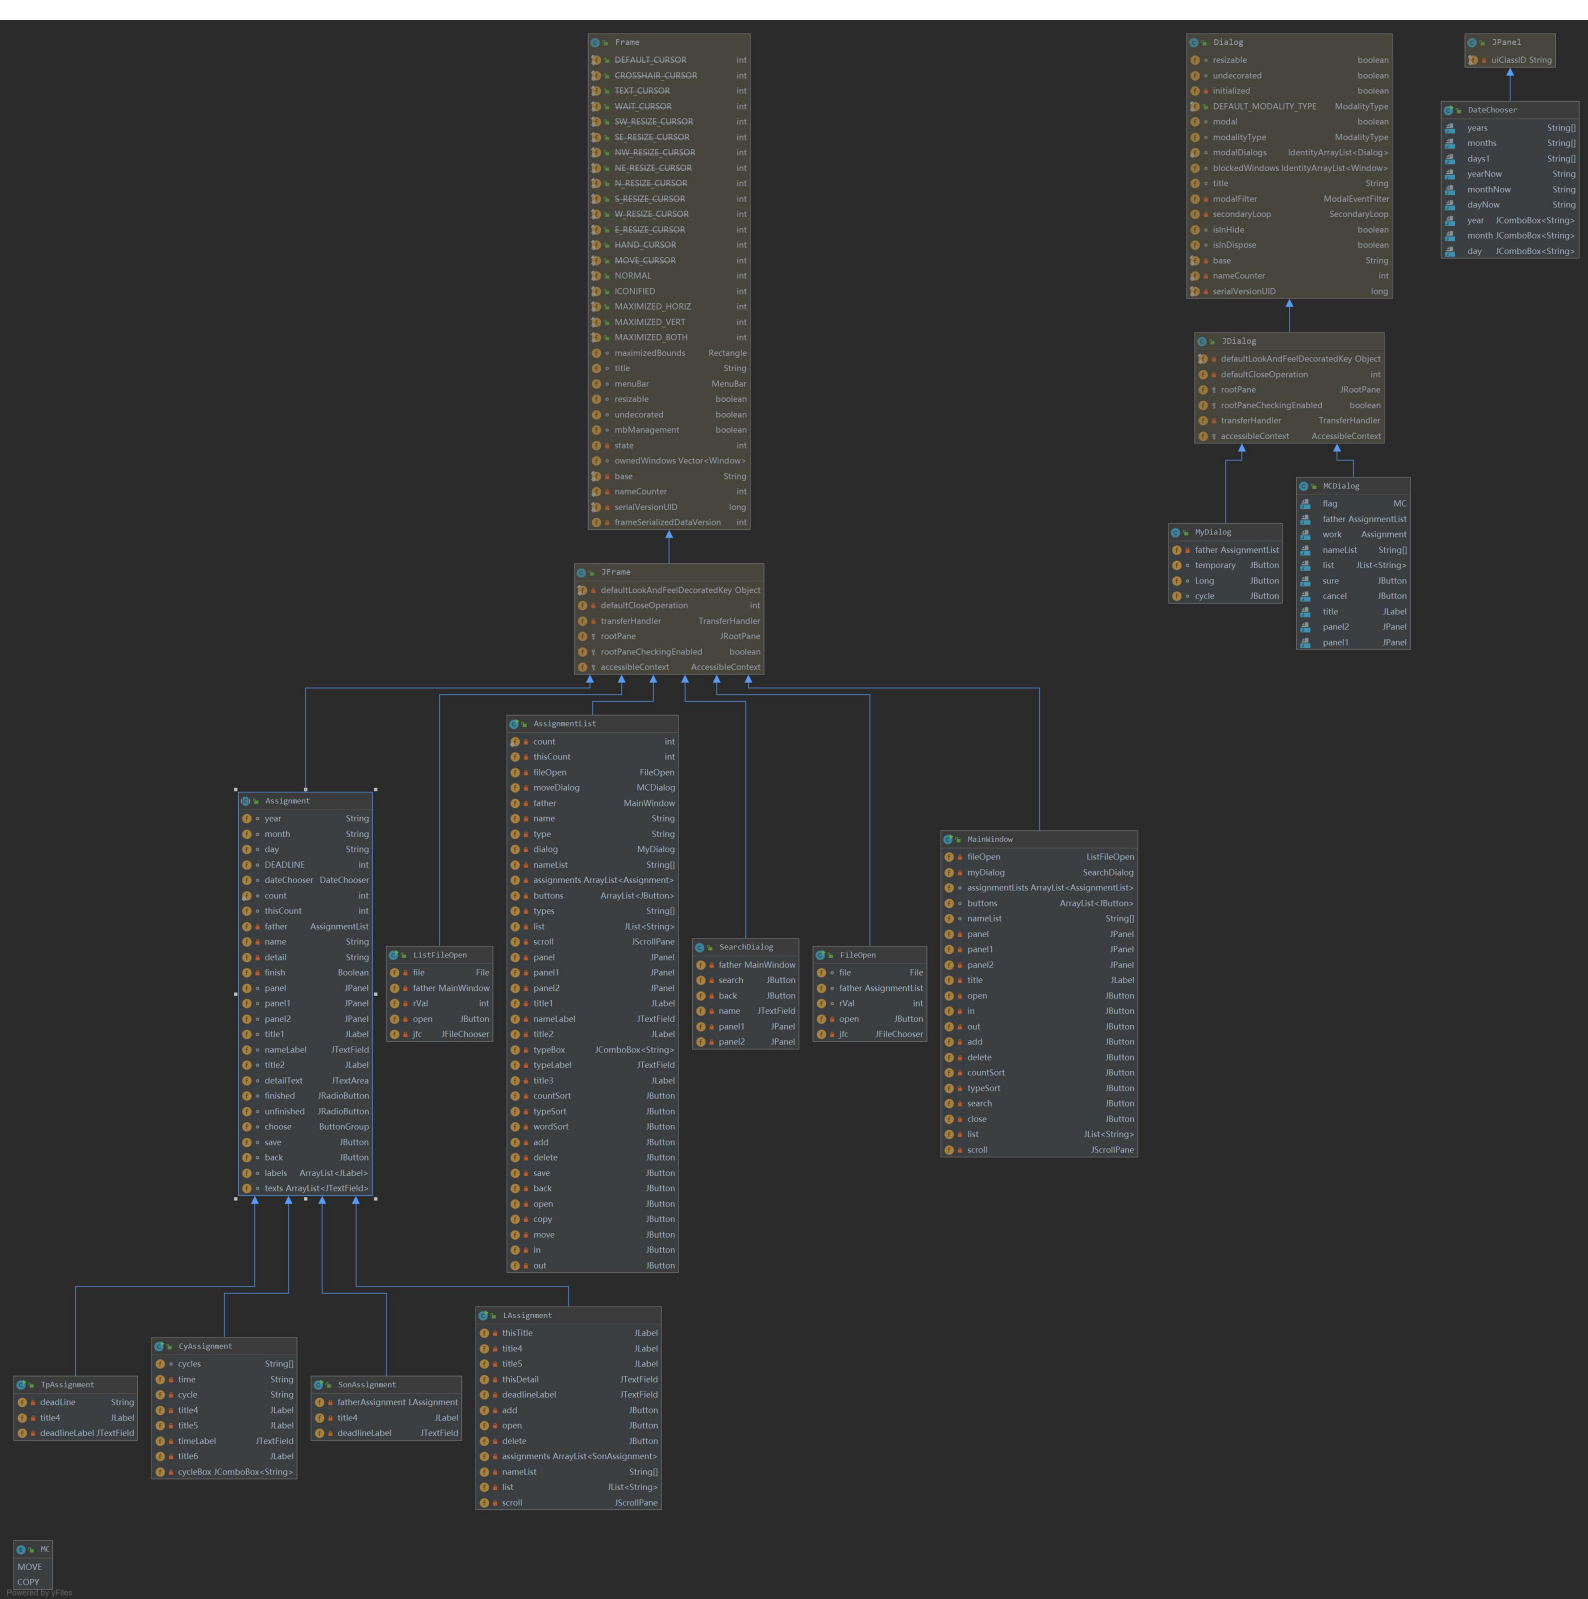 Frame
DEFAULT_CURSOR int
CROSSHAIR_CURSOR int
TEXT_CURSOR int
WAIT_CURSOR int
SW_RESIZE_CURSOR int
SE_RESIZE_CURSOR int
NW_RESIZE_CURSOR int
NE_RESIZE_CURSOR int
N_RESIZE_CURSOR int
S_RESIZE_CURSOR int
W_RESIZE_CURSOR int
E_RESIZE_CURSOR int
HAND_CURSOR int
MOVE_CURSOR int
NORMAL int
ICONIFIED int
MAXIMIZED_HORIZ int
MAXIMIZED_VERT int
MAXIMIZED_BOTH int
maximizedBounds Rectangle
title String
menuBar MenuBar
resizable boolean
undecorated boolean
mbManagement boolean
state int
ownedWindows Vector<Window>
base String
nameCounter int
serialVersionUID long
frameSerializedDataVersion int
Dialog
resizable boolean
undecorated boolean
initialized boolean
DEFAULT_MODALITY_TYPE ModalityType
modal boolean
modalityType ModalityType
modalDialogs IdentityArrayList<Dialog>
blockedWindows IdentityArrayList<Window>
title String
modalFilter ModalEventFilter
secondaryLoop SecondaryLoop
isInHide boolean
isInDispose boolean
base String
nameCounter int
serialVersionUID long
JPanel
uiClassID String
DateChooser
years String[]
months String[]
days1 String[]
yearNow String
monthNow String
dayNow String
year JComboBox<String>
month JComboBox<String>
day JComboBox<String>
JDialog
defaultLookAndFeelDecoratedKey Object
defaultCloseOperation int
rootPane JRootPane
rootPaneCheckingEnabled boolean
transferHandler TransferHandler
accessibleContext AccessibleContext
MyDialog
father AssignmentList
temporary JButton
Long JButton
cycle JButton
MCDialog
flag MC
father AssignmentList
work Assignment
nameList String[]
list JList<String>
sure JButton
cancel JButton
title JLabel
panel2 JPanel
panel1 JPanel
JFrame
defaultLookAndFeelDecoratedKey Object
defaultCloseOperation int
transferHandler TransferHandler
rootPane JRootPane
rootPaneCheckingEnabled boolean
accessibleContext AccessibleContext
Assignment
year String
month String
day String
DEADLINE int
dateChooser DateChooser
count int
thisCount int
father AssignmentList
name String
detail String
finish Boolean
panel JPanel
panel1 JPanel
panel2 JPanel
title1 JLabel
nameLabel JTextField
title2 JLabel
detailText JTextArea
finished JRadioButton
unfinished JRadioButton
choose ButtonGroup
save JButton
back JButton
labels ArrayList<JLabel>
texts ArrayList<JTextField>
ListFileOpen
file File
father MainWindow
rVal int
open JButton
jfc JFileChooser
AssignmentList
count int
thisCount int
fileOpen FileOpen
moveDialog MCDialog
father MainWindow
name String
type String
dialog MyDialog
nameList String[]
assignments ArrayList<Assignment>
buttons ArrayList<JButton>
types String[]
list JList<String>
scroll JScrollPane
panel JPanel
panel1 JPanel
panel2 JPanel
title1 JLabel
nameLabel JTextField
title2 JLabel
typeBox JComboBox<String>
typeLabel JTextField
title3 JLabel
countSort JButton
typeSort JButton
wordSort JButton
add JButton
delete JButton
save JButton
back JButton
open JButton
copy JButton
move JButton
in JButton
out JButton
SearchDialog
father MainWindow
search JButton
back JButton
name JTextField
panel1 JPanel
panel2 JPanel
FileOpen
file File
father AssignmentList
rVal int
open JButton
jfc JFileChooser
MainWindow
fileOpen ListFileOpen
myDialog SearchDialog
assignmentLists ArrayList<AssignmentList>
buttons ArrayList<JButton>
nameList String[]
panel JPanel
panel1 JPanel
panel2 JPanel
title JLabel
open JButton
in JButton
out JButton
add JButton
delete JButton
countSort JButton
typeSort JButton
search JButton
close JButton
list JList<String>
scroll JScrollPane
TpAssignment
deadLine String
title4 JLabel
deadlineLabel JTextField
CyAssignment
cycles String[]
time String
cycle String
title4 JLabel
title5 JLabel
timeLabel JTextField
title6 JLabel
cycleBox JComboBox<String>
SonAssignment
fatherAssignment LAssignment
title4 JLabel
deadlineLabel JTextField
LAssignment
thisTitle JLabel
title4 JLabel
title5 JLabel
thisDetail JTextField
deadlineLabel JTextField
add JButton
open JButton
delete JButton
assignments ArrayList<SonAssignment>
nameList String[]
list JList<String>
scroll JScrollPane
MC
MOVE
COPY
Powered by yFiles